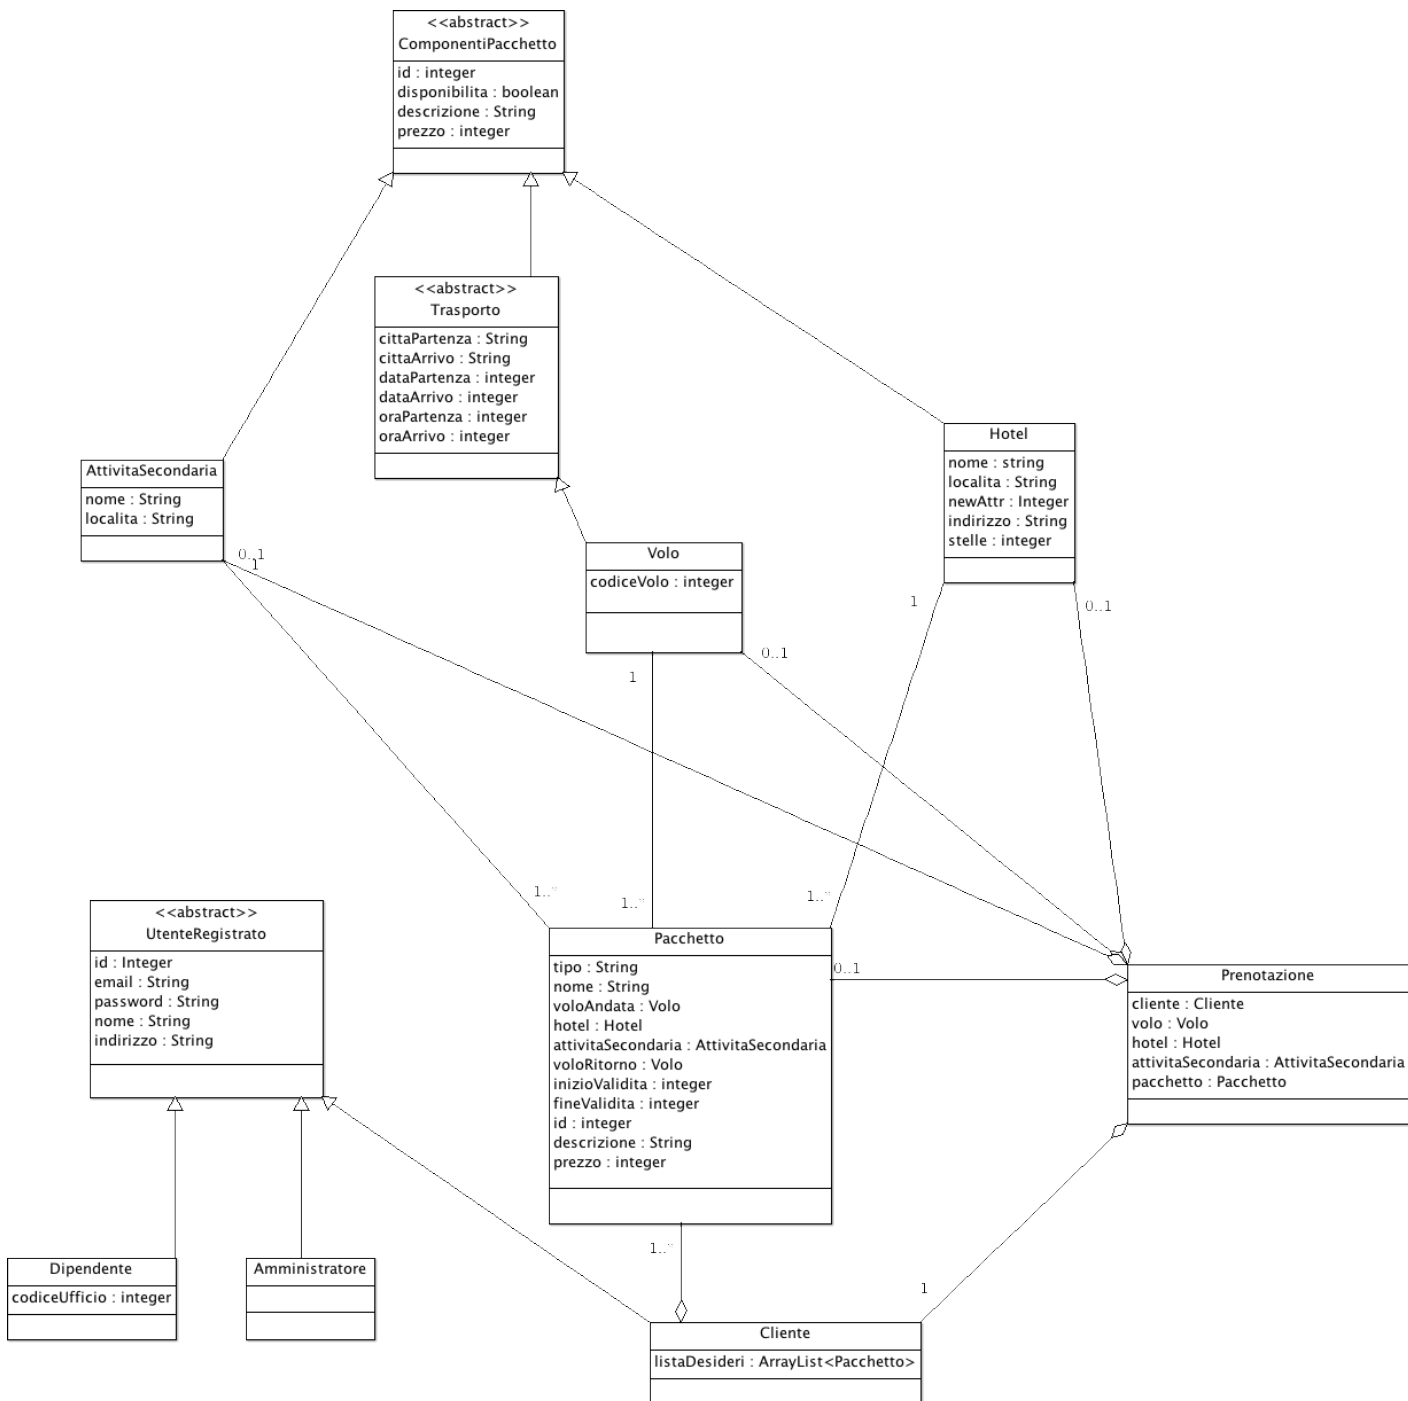 <<abstract>>
ComponentiPacchetto
id : integer
disponibilita : boolean
descrizione : String
prezzo : integer
<<abstract>>
Trasporto
cittaPartenza : String
cittaArrivo : String
dataPartenza : integer
dataArrivo : integer
oraPartenza : integer
oraArrivo : integer
Hotel
nome : string
localita : String
newAttr : Integer
indirizzo : String
stelle : integer
AttivitaSecondaria
nome : String
localita : String
0..1
1
Volo
codiceVolo : integer
1
0..1
1
0..1
1..*
1..*
1..*
<<abstract>>
UtenteRegistrato
id : Integer
email : String
password : String
nome : String
indirizzo : String
Pacchetto
tipo : String
nome : String
voloAndata : Volo
hotel : Hotel
attivitaSecondaria : AttivitaSecondaria
voloRitorno : Volo
inizioValidita : integer
fineValidita : integer
id : integer
descrizione : String
prezzo : integer
0..1
Prenotazione
cliente : Cliente
volo : Volo
hotel : Hotel
attivitaSecondaria : AttivitaSecondaria
pacchetto : Pacchetto
1..*
1
Dipendente
codiceUfficio : integer
Amministratore
Cliente
listaDesideri : ArrayList<Pacchetto>